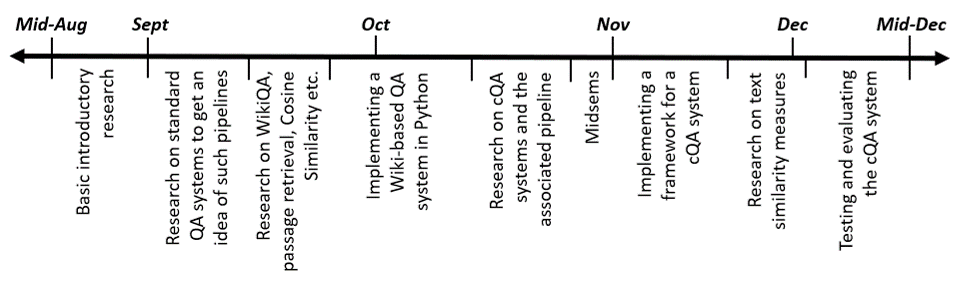 Mid-Aug
Sept
Oct
Nov
Dec
Mid-Dec
Basic introductory
research
Research on standard
QA systems to get an
idea of such pipelines
Research on WikiQA,
passage retrieval, Cosine
Similarity etc.
Implementing a
Wiki-based QA
system in Python
Research on cQA
systems and the
associated pipeline
Midsems
Implementing a
framework for a
cQA system
Research on text
similarity measures
Testing and evaluating
the cQA system